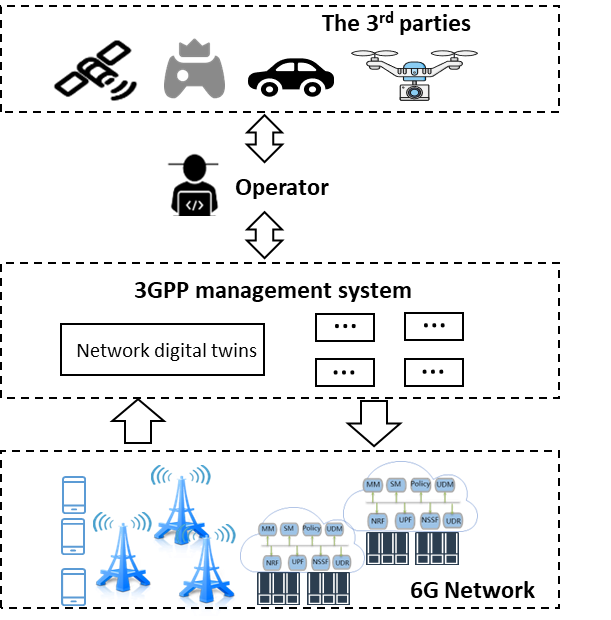 The 3rd parties
</>
Operator
3GPP management system
Network digital twins
...
...
...
...
MM SM Policy UDM
NRF UPF NSSF UDR
MM SM Policy UDM
NRF UPF NSSF UDR
6G Network